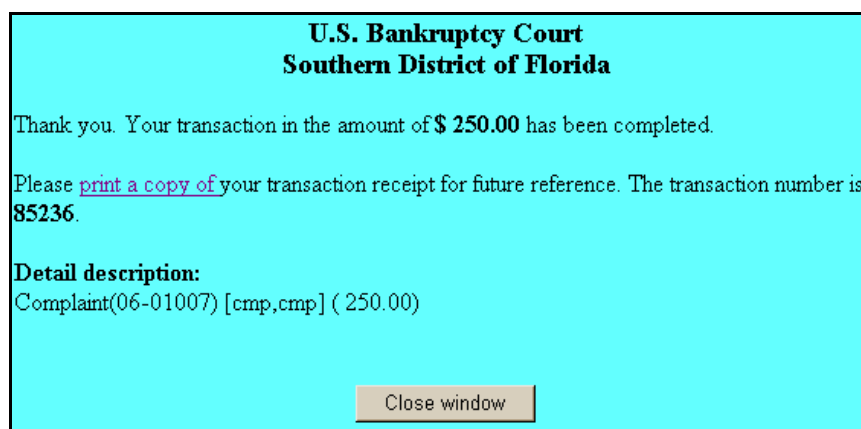 U.S. Bankruptcy Court
Southern District of Florida
Thank you. Your transaction in the amount of $ 250.00 has been completed.
Please print a copy of your transaction receipt for future reference. The transaction number is
85236.
Detail description:
Complaint(06-01007) [cmp,cmp] ( 250.00)
Close window